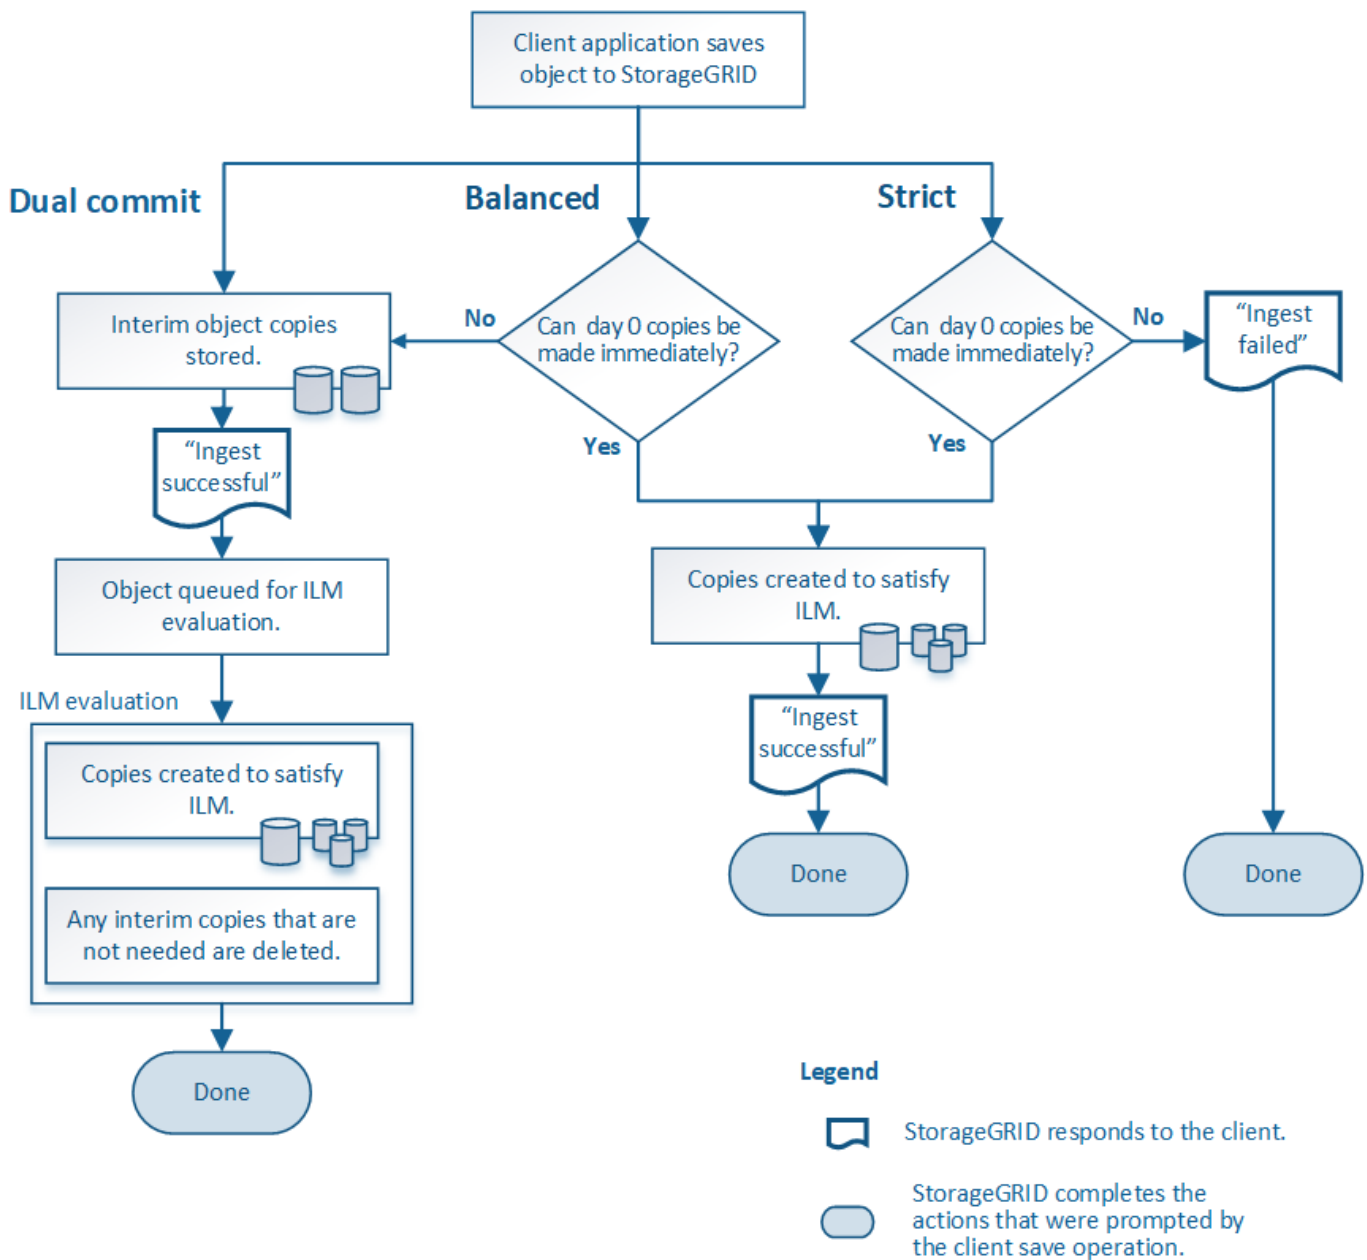 Client application saves
object to StorageGRID
Dual commit
Balanced
Strict
Interim object copies
stored.
No
Can day 0 copies be
made immediately?
Yes
Can day 0 copies be
made immediately?
No
Yes
“Ingest
failed”
“Ingest
successful”
Object queued for ILM
evaluation.
Copies created to satisfy
ILM.
ILM evaluation
“Ingest
successful”
Copies created to satisfy
ILM.
Any interim copies that are
not needed are deleted.
Done
Done
Done
Legend
StorageGRID responds to the client.
StorageGRID completes the
actions that were prompted by
the client save operation.